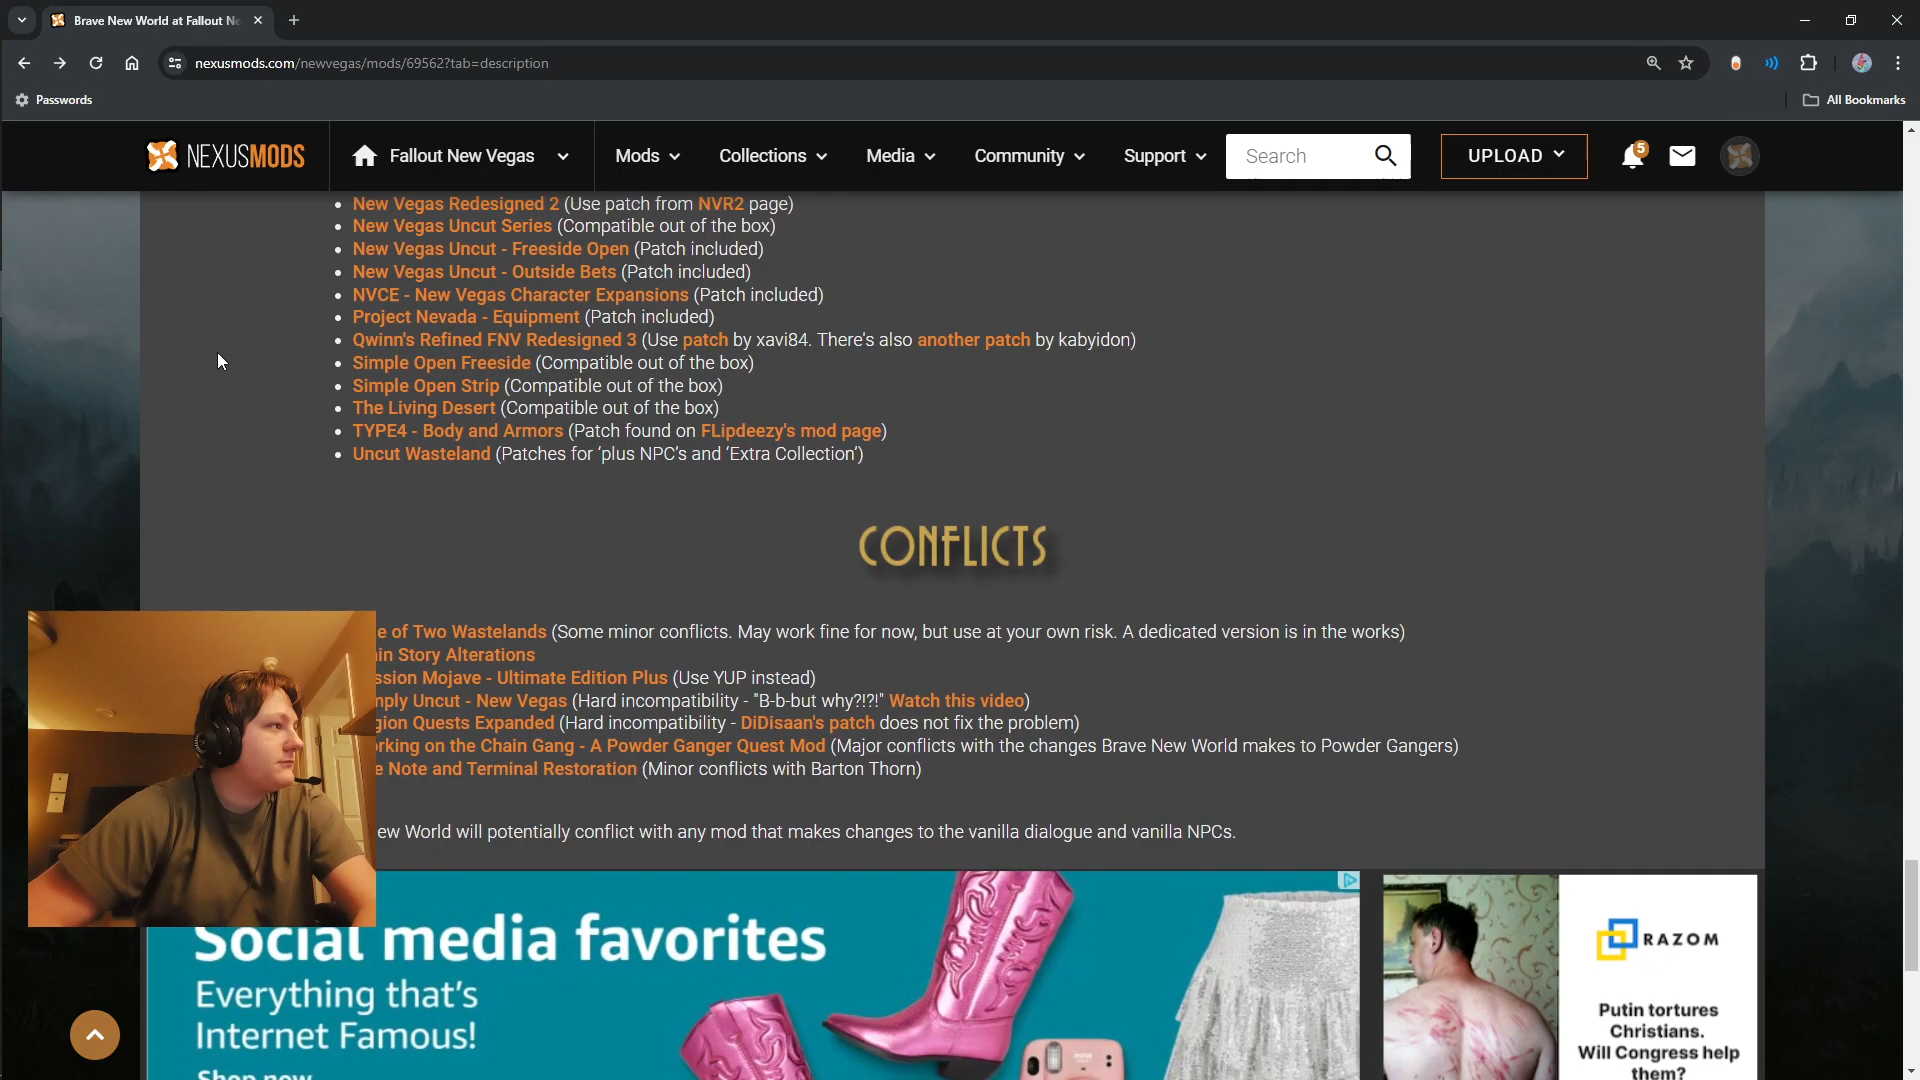 Brave New World at Fallout Ne
nexusmods.com/newvegas/mods/69562?tab=description
Passwords
All Bookmarks
NEXUSMODS
Fallout New Vegas
Mods
Collections
Media
Community
Support
Search
UPLOAD
5
New Vegas Redesigned 2 (Use patch from NVR2 page)
New Vegas Uncut Series (Compatible out of the box)
New Vegas Uncut - Freeside Open (Patch included)
New Vegas Uncut - Outside Bets (Patch included)
NVCE - New Vegas Character Expansions (Patch included)
Project Nevada - Equipment (Patch included)
Qwinn's Refined FNV Redesigned 3 (Use patch by xavi84. There's also another patch by kabyidon)
Simple Open Freeside (Compatible out of the box)
Simple Open Strip (Compatible out of the box)
The Living Desert (Compatible out of the box)
TYPE4 - Body and Armors (Patch found on FLipdeezy's mod page)
Uncut Wasteland (Patches for ‘plus NPC's and ‘Extra Collection’)
CONFLICTS
e of Two Wastelands (Some minor conflicts. May work fine for now, but use at your own risk. A dedicated version is in the works)
in Story Alterations
ssion Mojave - Ultimate Edition Plus (Use YUP instead)
mply Uncut - New Vegas (Hard incompatibility - "B-b-but why?!?!" Watch this video)
gion Quests Expanded (Hard incompatibility - DiDisaan's patch does not fix the problem)
rking on the Chain Gang - A Powder Ganger Quest Mod (Major conflicts with the changes Brave New World makes to Powder Gangers)
e Note and Terminal Restoration (Minor conflicts with Barton Thorn)
ew World will potentially conflict with any mod that makes changes to the vanilla dialogue and vanilla NPCs.
Social media favorites
Everything that's
Internet Famous!
Shop now
RAZOM
Putin tortures
Christians.
Will Congress help
them?